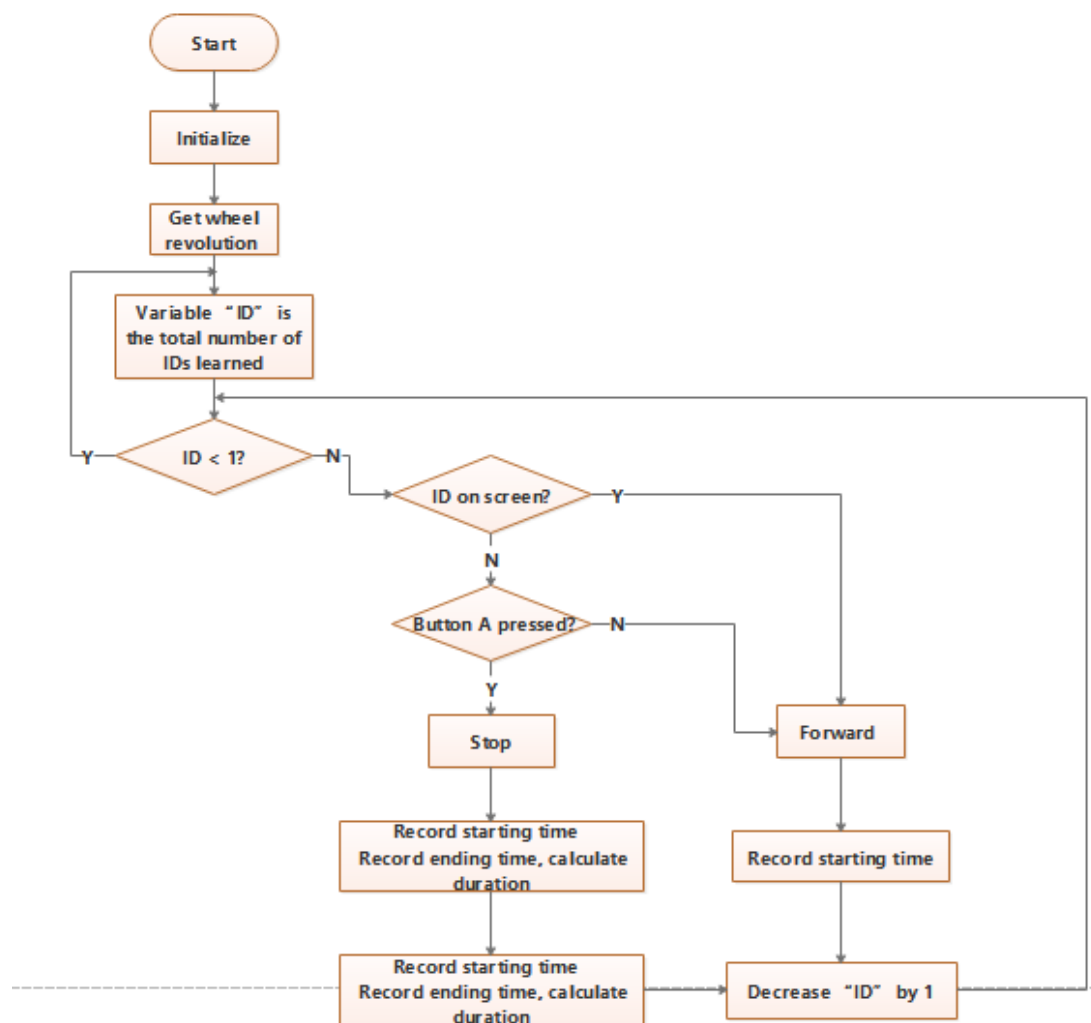 Start
Initialize
Get wheel
revolution
Variable “ID” is
the total number of
IDs learned
ID < 1?
Y
N
ID on screen?
Y
N
Button A pressed?
N
Y
Stop
Forward
Record starting time
Record ending time, calculate
duration
Record starting time
Record starting time
Record ending time, calculate
duration
Decrease “ID” by 1